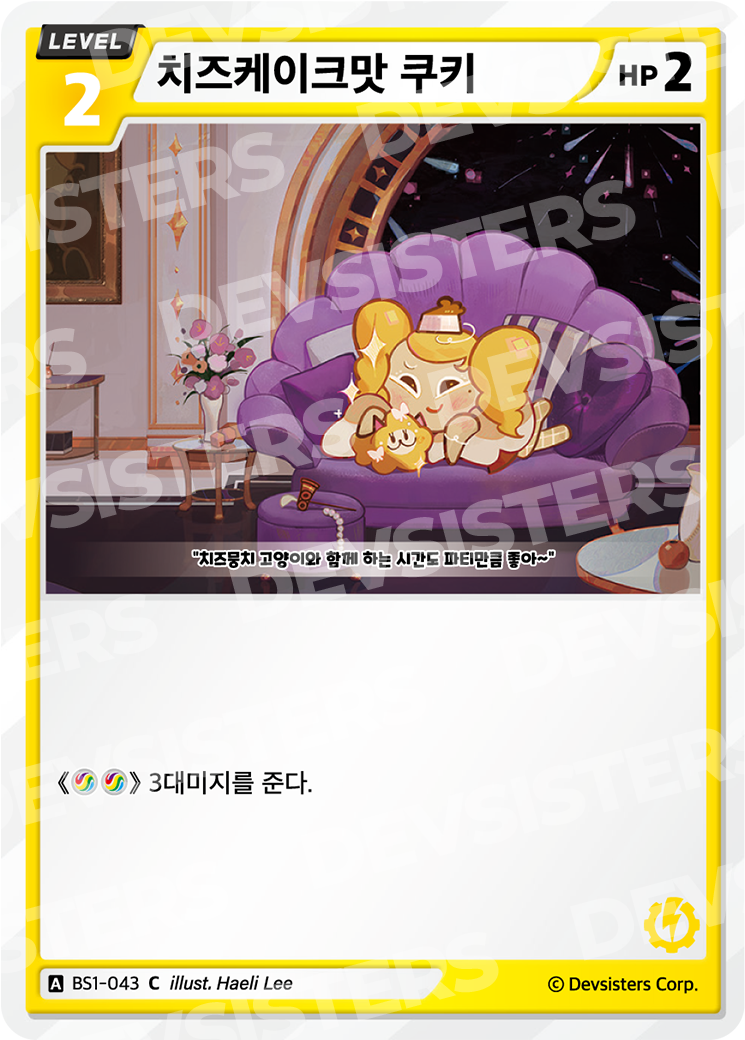 LEVEL
2
치즈케이크맛 쿠키
HP 2
"치즈뭉치 고양이와 함께 하는 시간도 파티만큼 좋아~"
《 》 3대미지를 준다.
A BS1-043 C illust. Haeli Lee
© Devsisters Corp.
DEVSISTERS